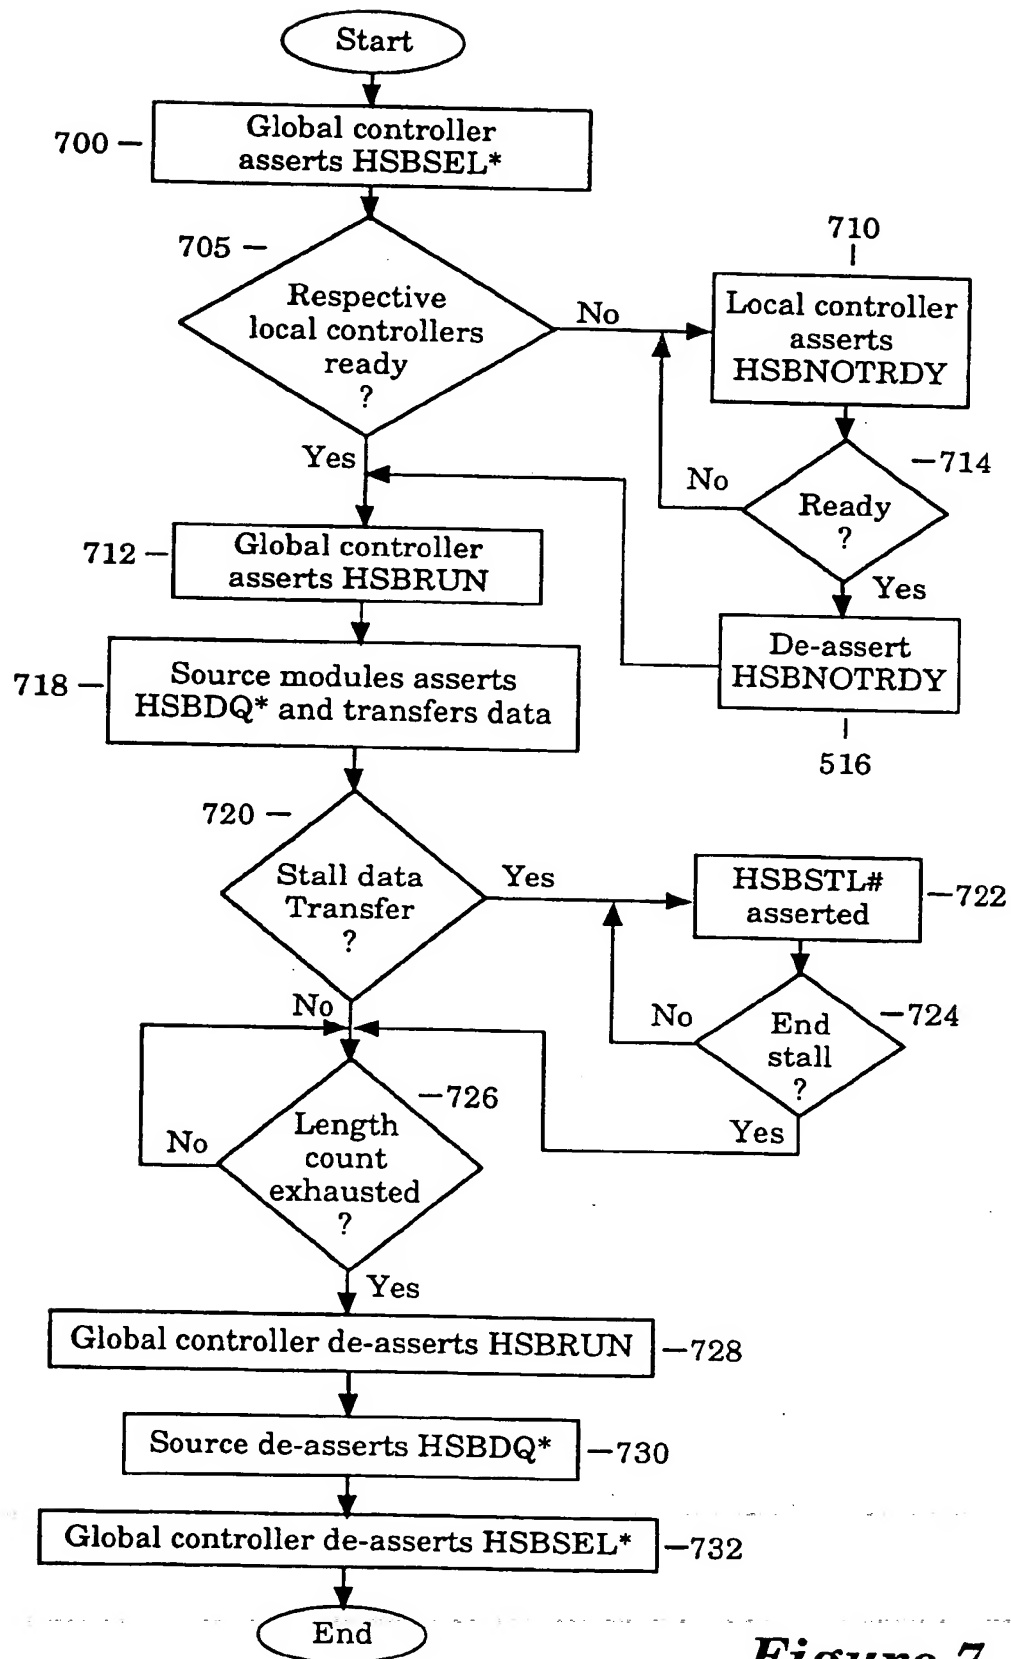 Start
700
Global controller
asserts HSBSEL*
705
Respective
local controllers
ready
?
No
710
Local controller
asserts
HSBNOTRDY
Yes
No
714
Ready
?
Yes
712
Global controller
asserts HSBRUN
De-assert
HSBNOTRDY
516
718
Source modules asserts
HSBDQ* and transfers data
720
Stall data
Transfer
?
Yes
HSBSTL#
asserted
722
No
No
End
stall
?
724
Yes
726
Length
count
exhausted
?
No
Yes
Global controller de-asserts HSBRUN
728
Source de-asserts HSBDQ*
730
Global controller de-asserts HSBSEL*
732
End
Figure 7